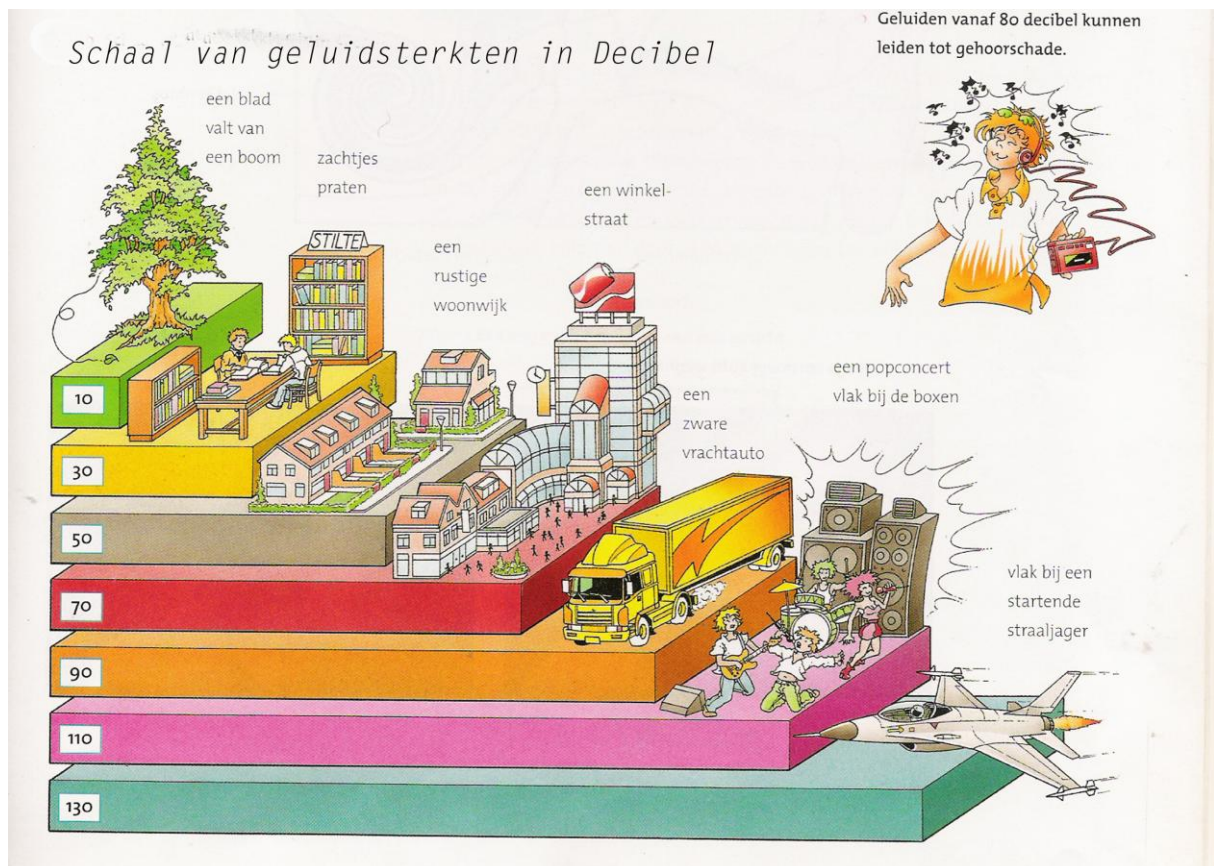 Schaal van geluidsterkten in Decibel
Geluiden vanaf 80 decibel kunnen
leiden tot gehoorschade.
een blad
valt van
een boom
zachtjes
praten
een
rustige
woonwijk
een winkel-
straat
een
zware
vrachtauto
een popconcert
vlak bij de boxen
vlak bij een
startende
straaljager
STILTE
10
30
50
70
90
110
130